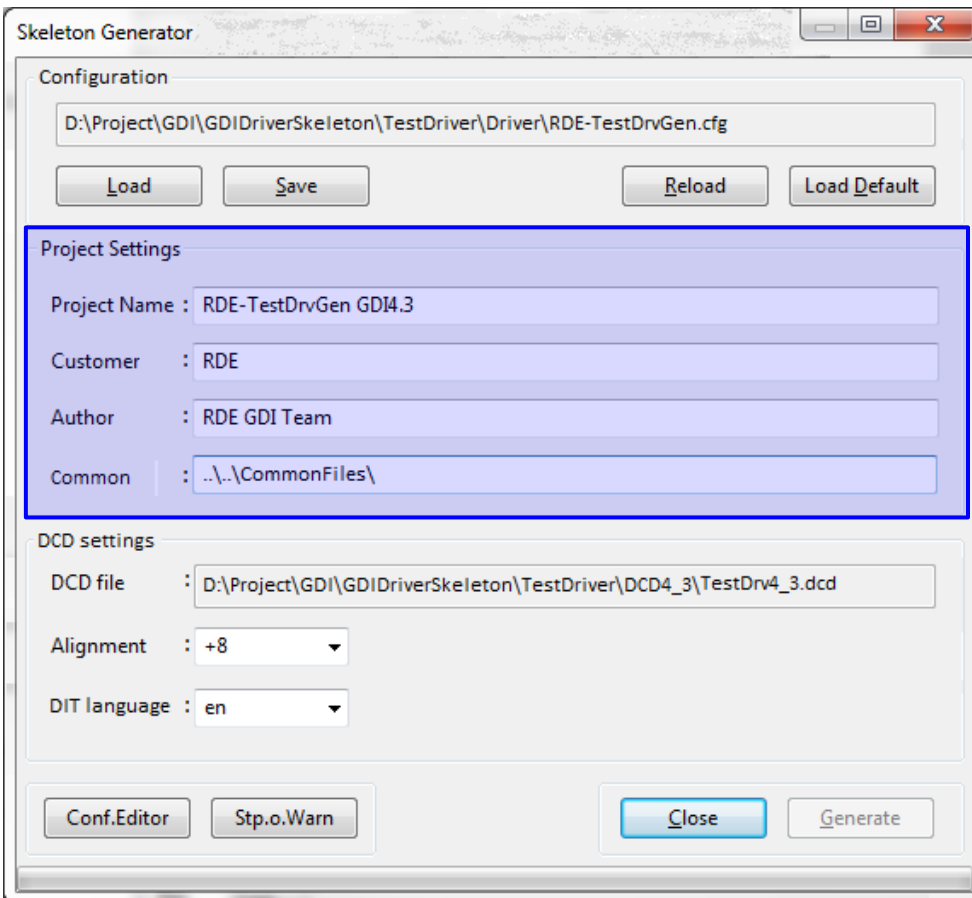 Skeleton Generator
Configuration
D:\Project\GDI\GDIDriverSkeleton\TestDriver\Driver\RDE-TestDrvGen.cfg
Load Save Reload Load Default
Project Settings
Project Name : RDE-TestDrvGen GDI4.3
Customer : RDE
Author : RDE GDI Team
Common : ..\..\CommonFiles\
DCD settings
DCD file : D:\Project\GDI\GDIDriverSkeleton\TestDriver\DCD4_3\TestDrv4_3.dcd
Alignment : +8
DIT language : en
Conf.Editor Stp.o.Warn Close Generate